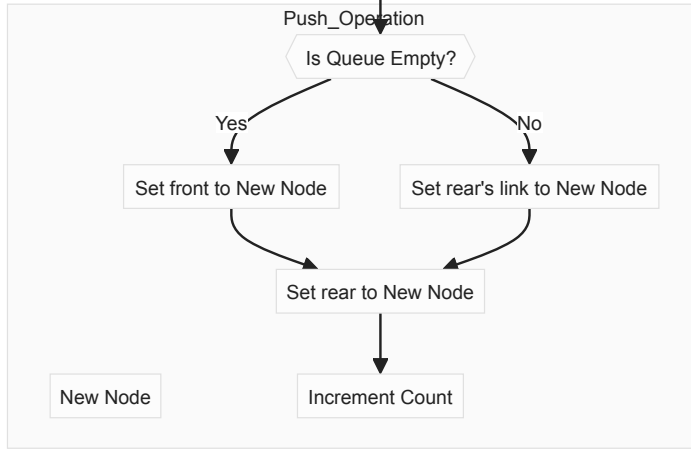 Push_Operation
Is Queue Empty?
Yes
No
Set front to New Node
Set rear's link to New Node
Set rear to New Node
New Node
Increment Count